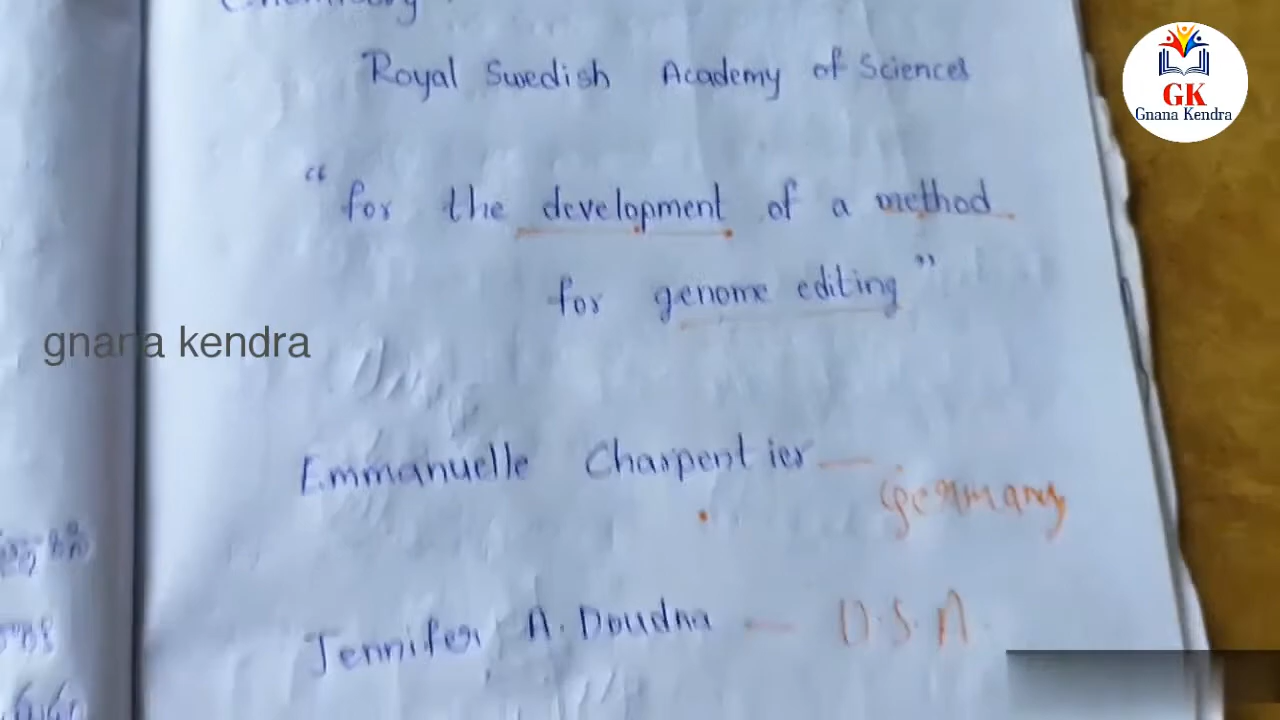 Chemistry
Royal Swedish Academy of Sciences
“for the development of a method
for genome editing”
Emmanuelle Charpentier — Germany
Jennifer A. Doudna — U.S.A.
gnana kendra
GK
Gnana Kendra